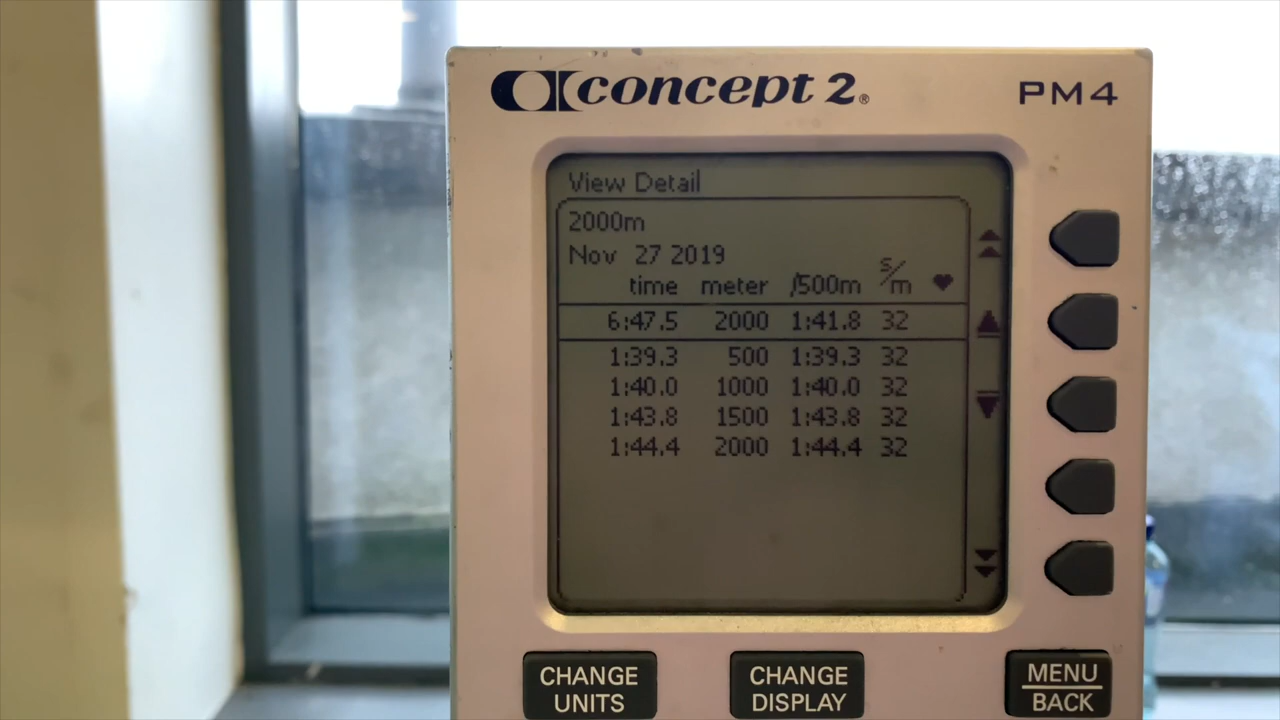 concept 2® PM4
View Detail
2000m
Nov 27 2019
time meter /500m s/m ♥
6:47.5 2000 1:41.8 32
1:39.3 500 1:39.3 32
1:40.0 1000 1:40.0 32
1:43.8 1500 1:43.8 32
1:44.4 2000 1:44.4 32
CHANGE UNITS
CHANGE DISPLAY
MENU
BACK